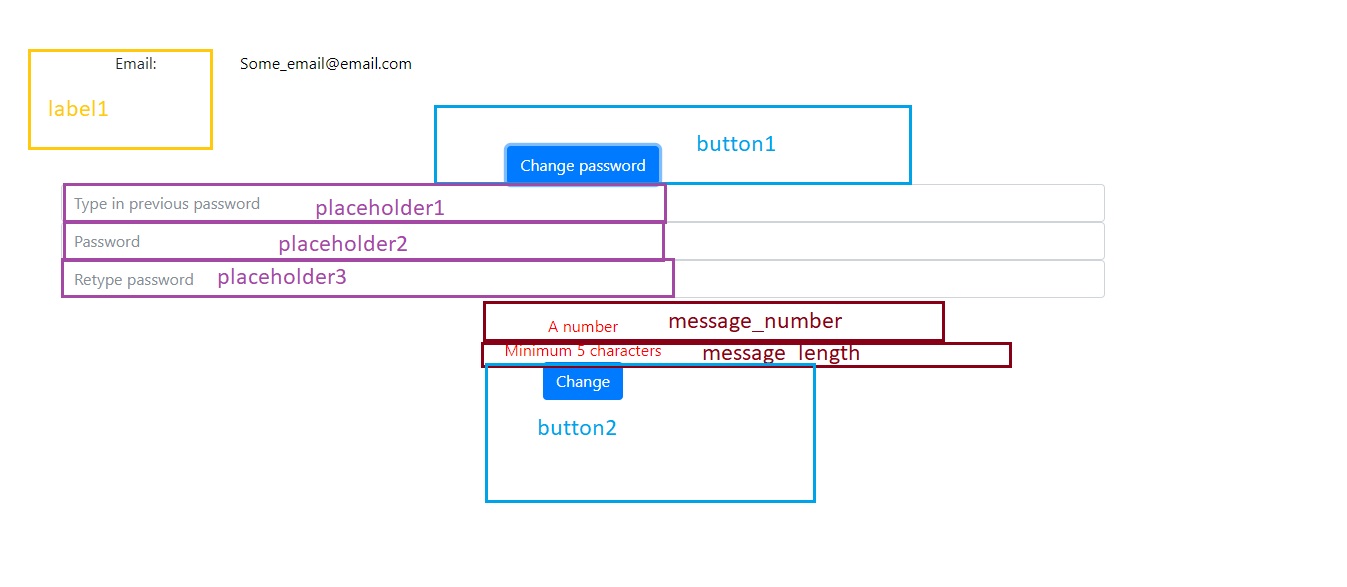 Email: Some_email@email.com
label1
button1
Change password
Type in previous password placeholder1
Password placeholder2
Retype password placeholder3
A number message_number
Minimum 5 characters message_length
Change
button2